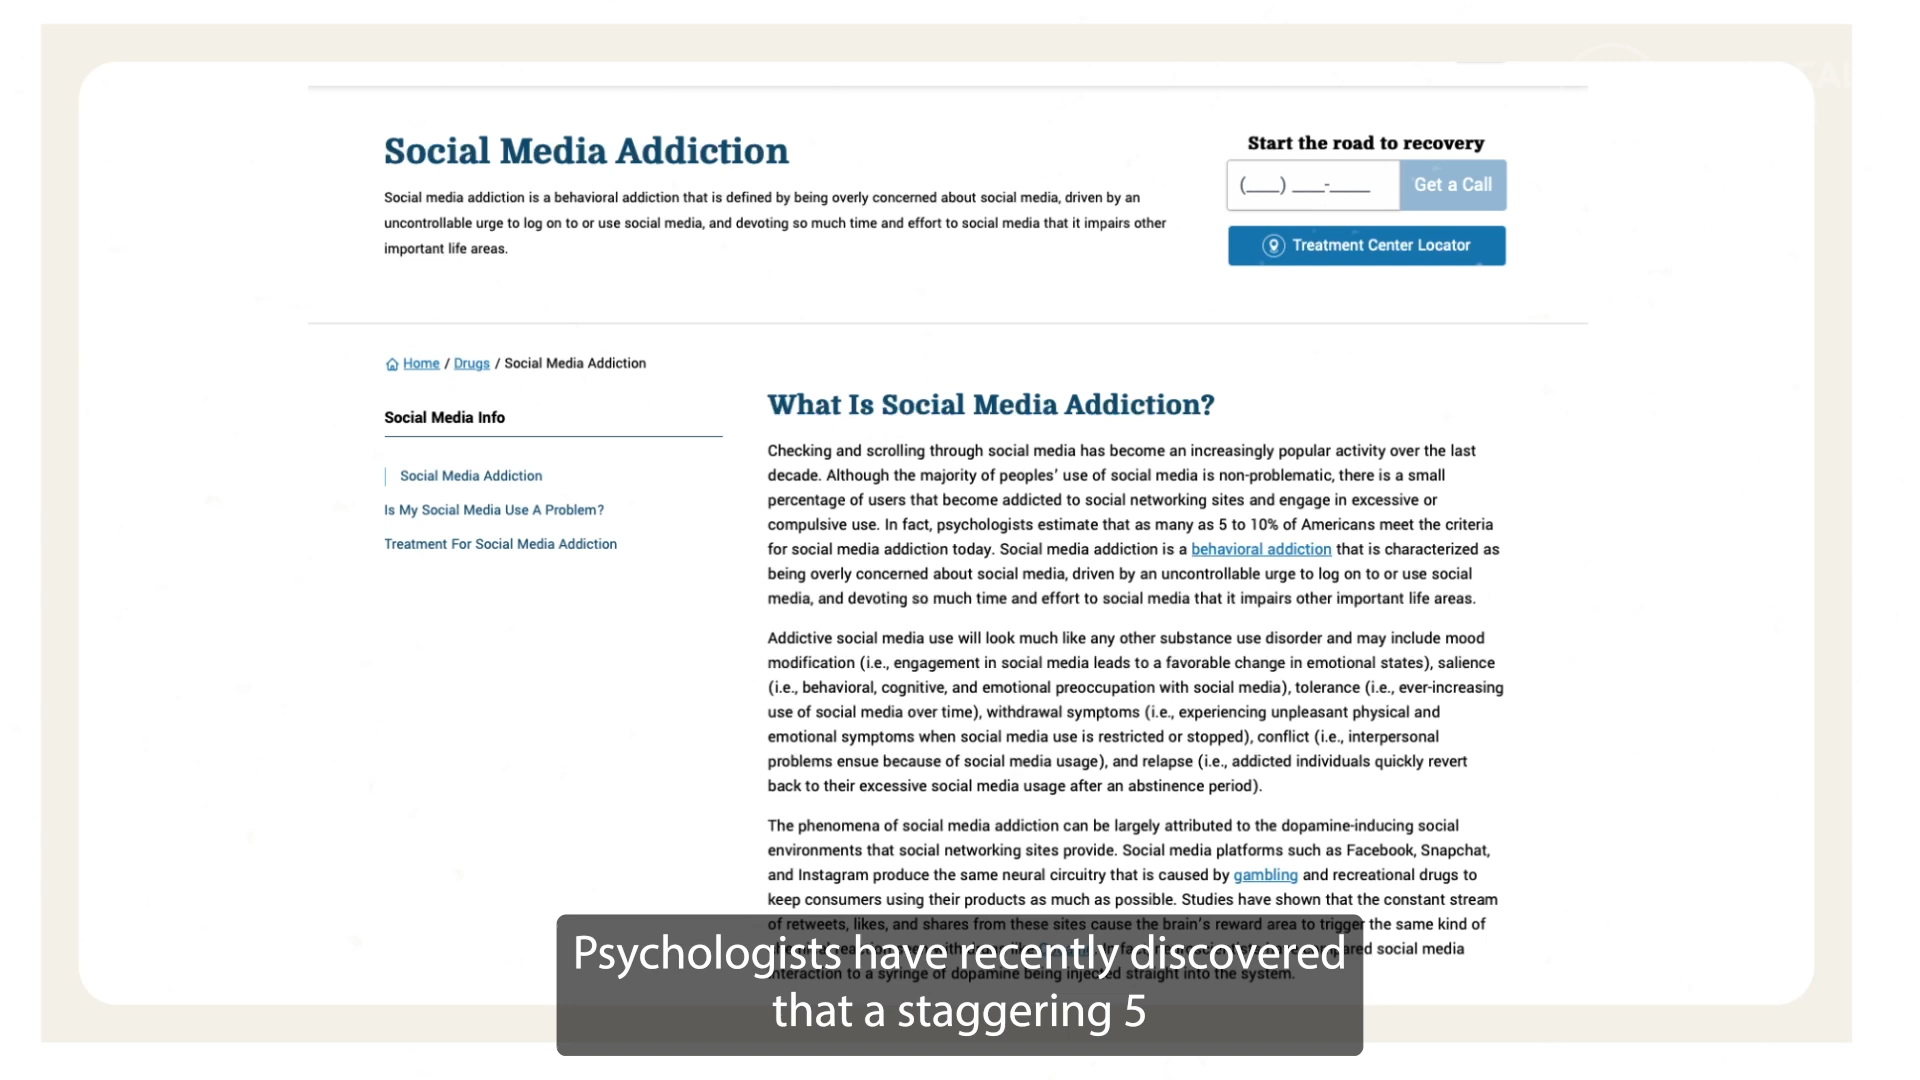 Social Media Addiction
Social media addiction is a behavioral addiction that is defined by being overly concerned about social media, driven by an
uncontrollable urge to log on to or use social media, and devoting so much time and effort to social media that it impairs other
important life areas.
Start the road to recovery
(___) ___-____ Get a Call
Treatment Center Locator
Home / Drugs / Social Media Addiction
Social Media Info
Social Media Addiction
Is My Social Media Use A Problem?
Treatment For Social Media Addiction
What Is Social Media Addiction?
Checking and scrolling through social media has become an increasingly popular activity over the last
decade. Although the majority of peoples’ use of social media is non-problematic, there is a small
percentage of users that become addicted to social networking sites and engage in excessive or
compulsive use. In fact, psychologists estimate that as many as 5 to 10% of Americans meet the criteria
for social media addiction today. Social media addiction is a behavioral addiction that is characterized as
being overly concerned about social media, driven by an uncontrollable urge to log on to or use social
media, and devoting so much time and effort to social media that it impairs other important life areas.
Addictive social media use will look much like any other substance use disorder and may include mood
modification (i.e., engagement in social media leads to a favorable change in emotional states), salience
(i.e., behavioral, cognitive, and emotional preoccupation with social media), tolerance (i.e., ever-increasing
use of social media over time), withdrawal symptoms (i.e., experiencing unpleasant physical and
emotional symptoms when social media use is restricted or stopped), conflict (i.e., interpersonal
problems ensue because of social media usage), and relapse (i.e., addicted individuals quickly revert
back to their excessive social media usage after an abstinence period).
The phenomena of social media addiction can be largely attributed to the dopamine-inducing social
environments that social networking sites provide. Social media platforms such as Facebook, Snapchat,
and Instagram produce the same neural circuitry that is caused by gambling and recreational drugs to
keep consumers using their products as much as possible. Studies have shown that the constant stream
of retweets, likes, and shares from these sites cause the brain’s reward area to trigger the same kind of
social media
interaction to a syringe of dopamine being injected straight into the system.
Psychologists have recently discovered
that a staggering 5